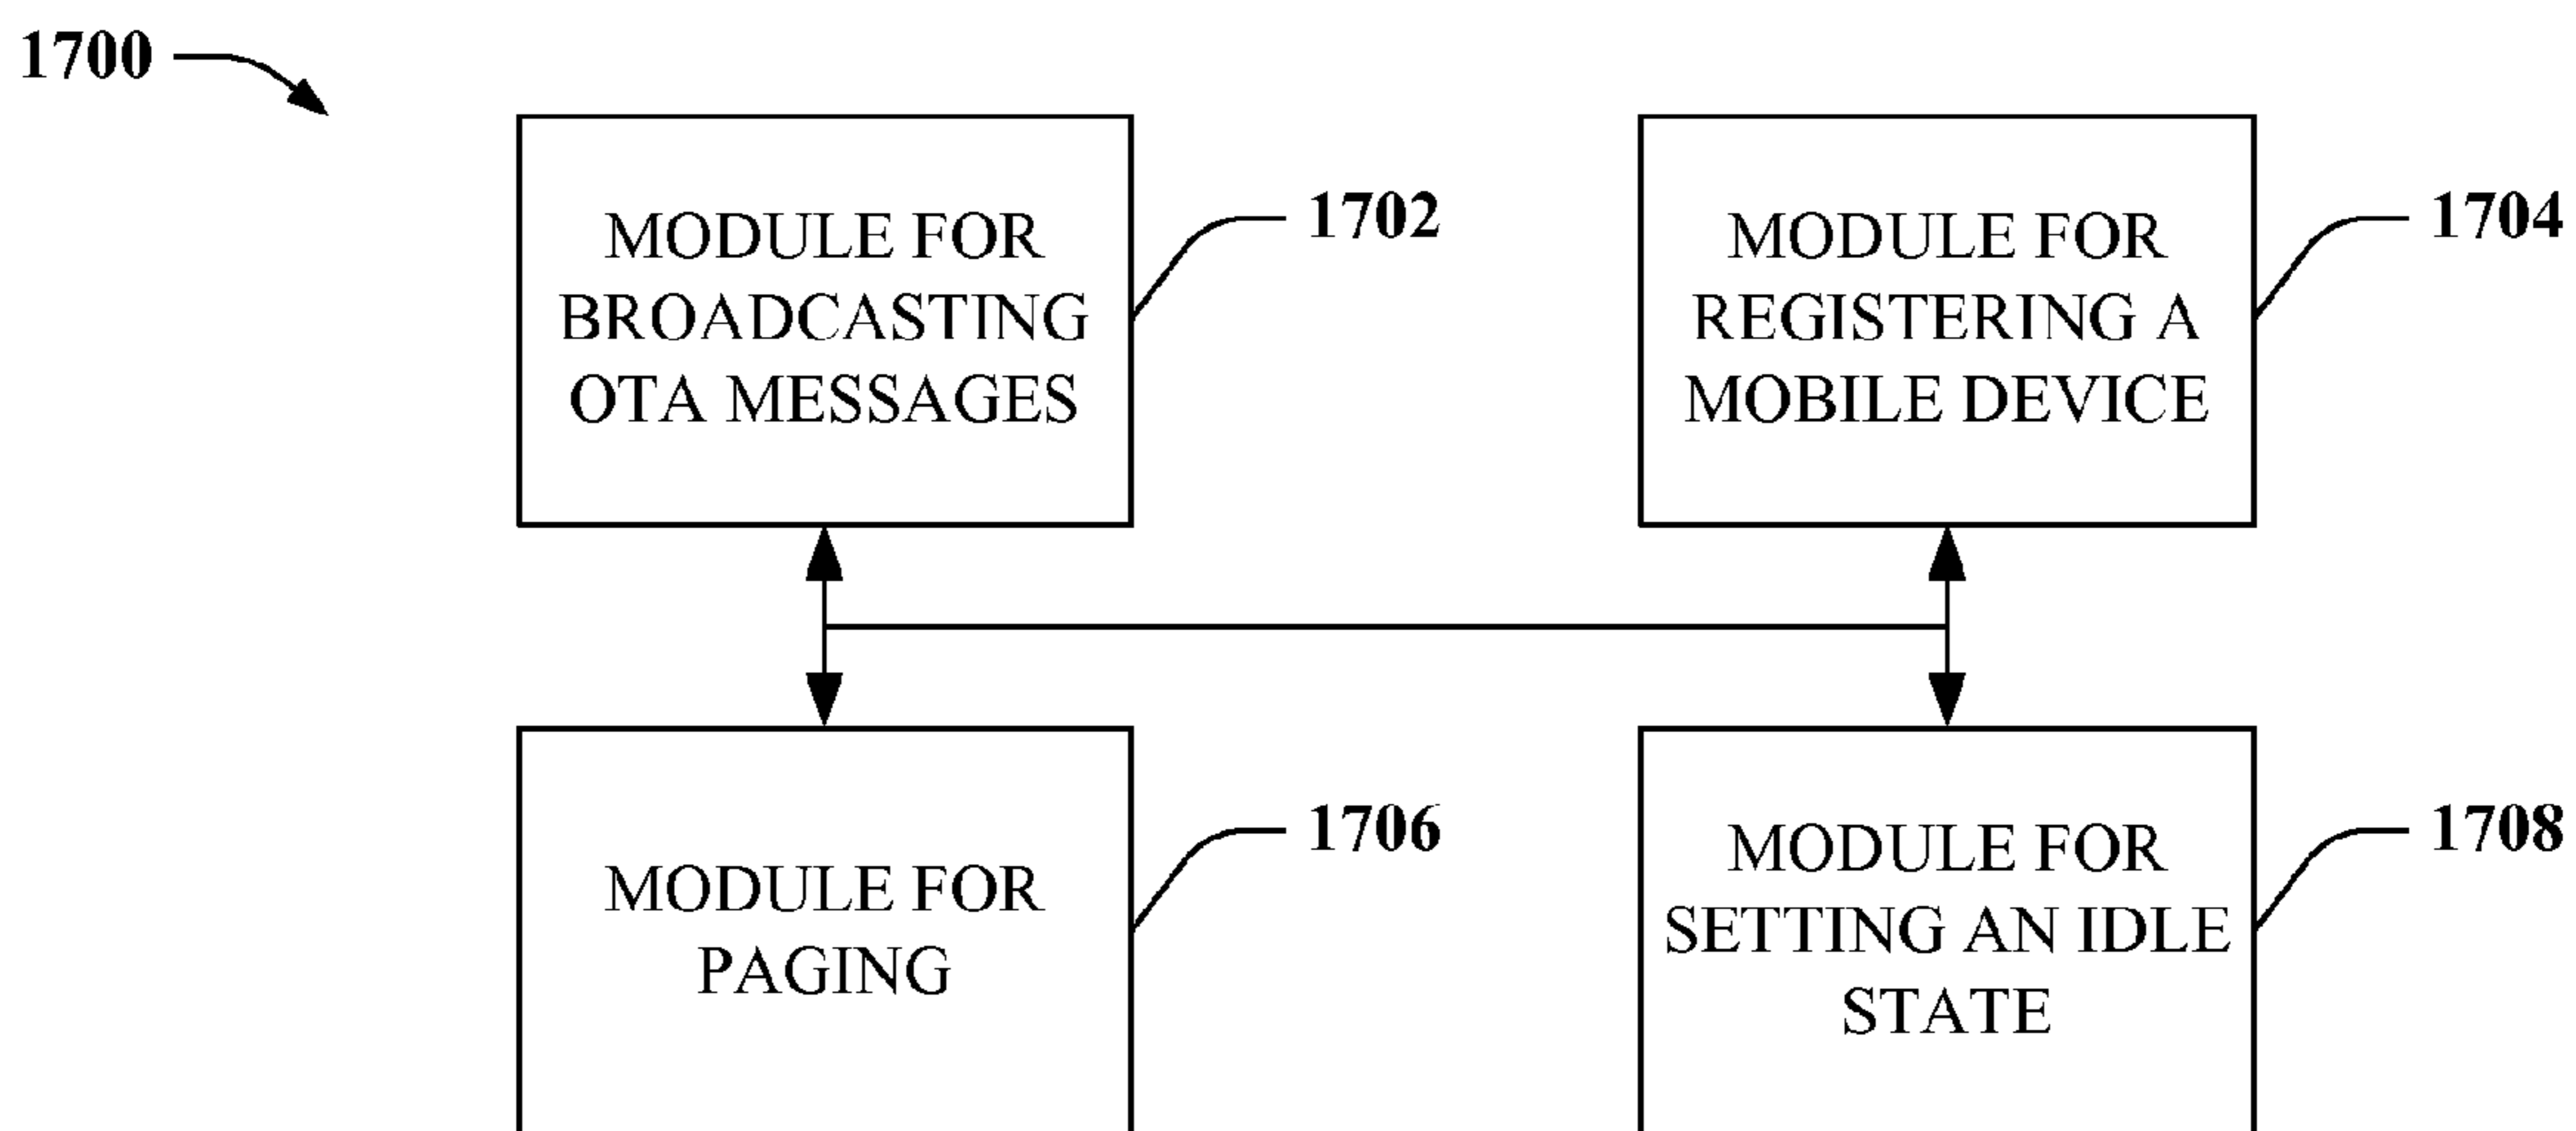 1700
MODULE FOR
BROADCASTING
OTA MESSAGES
1702
MODULE FOR
REGISTERING A
MOBILE DEVICE
1704
MODULE FOR
PAGING
1706
MODULE FOR
SETTING AN IDLE
STATE
1708